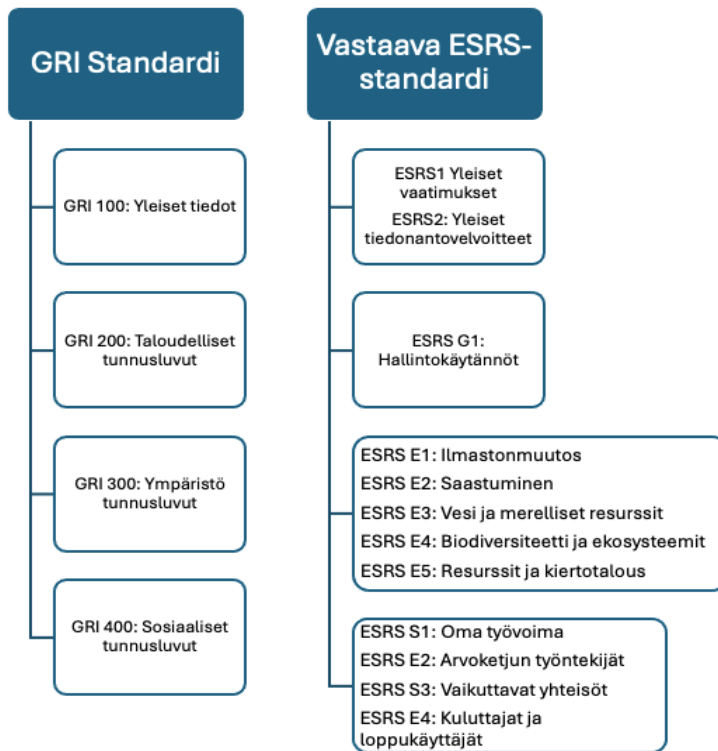 GRI Standardi
GRI 100: Yleiset tiedot
GRI 200: Taloudelliset
tunnusluvut
GRI 300: Ympäristö
tunnusluvut
GRI 400: Sosiaaliset
tunnusluvut
Vastaava ESRS-
standardi
ESRS1 Yleiset
vaatimukset
ESRS2: Yleiset
tiedonantovelvoitteet
ESRS G1:
Hallintokäytännöt
ESRS E1: Ilmastonmuutos
ESRS E2: Saastuminen
ESRS E3: Vesi ja merelliset resurssit
ESRS E4: Biodiversiteetti ja ekosysteemit
ESRS E5: Resurssit ja kiertotalous
ESRS S1: Oma työvoima
ESRS E2: Arvoketjun työntekijät
ESRS S3: Vaikuttavat yhteisöt
ESRS E4: Kuluttajat ja
loppukäyttäjät